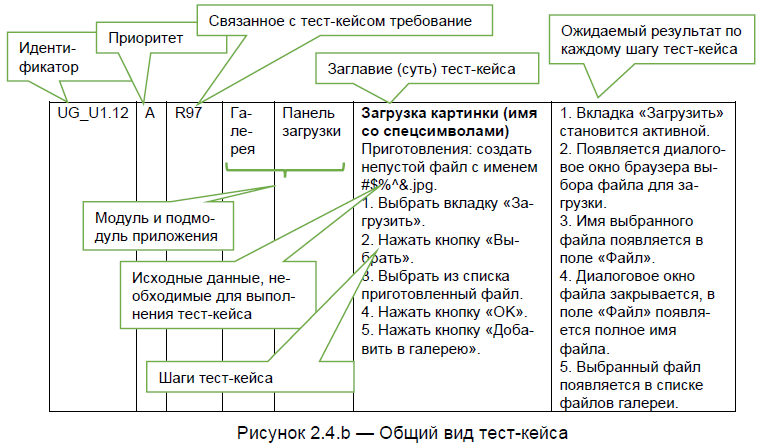 Связанное с тест-кейсом требование
Приоритет
Ожидаемый результат по
каждому шагу тест-кейса
Иденти-
фикатор
Заглавие (суть) тест-кейса
UG_U1.12
A
R97
Га-
ле-
рея
Панель
загрузки
Загрузка картинки (имя
со спецсимволами)
Приготовления: создать
непустой файл с именем
#$%^&.jpg.
1. Выбрать вкладку «За-
грузить».
2. Нажать кнопку «Вы-
брать».
3. Выбрать из списка
приготовленный файл.
4. Нажать кнопку «OK».
5. Нажать кнопку «Доба-
вить в галерею».
1. Вкладка «Загрузить»
становится активной.
2. Появляется диалого-
вое окно браузера вы-
бора файла для за-
грузки.
3. Имя выбранного
файла появляется в
поле «Файл».
4. Диалоговое окно
файла закрывается, в
поле «Файл» появля-
ется полное имя
файла.
5. Выбранный файл
появляется в списке
файлов галереи.
Модуль и подмо-
дуль приложения
Исходные данные, не-
обходимые для выпол-
нения тест-кейса
Шаги тест-кейса
Рисунок 2.4.b — Общий вид тест-кейса